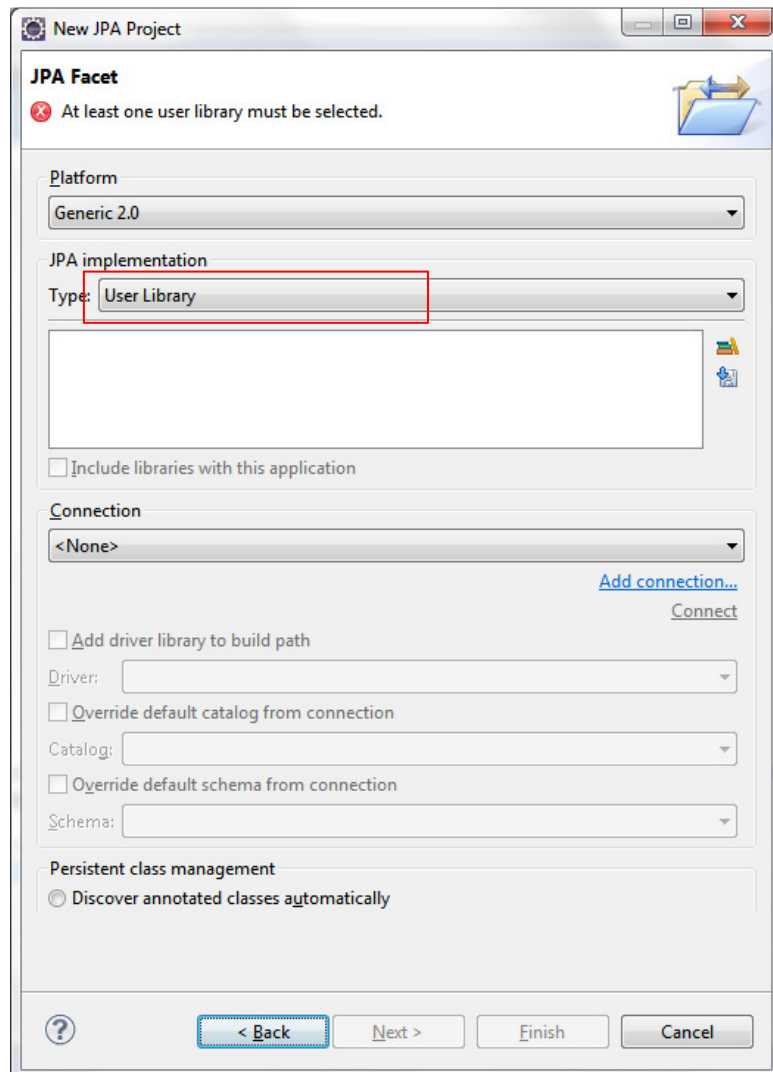 New JPA Project
JPA Facet
At least one user library must be selected.
Platform
Generic 2.0
JPA implementation
Type: User Library
Include libraries with this application
Connection
<None>
Add connection...
Connect
Add driver library to build path
Driver:
Override default catalog from connection
Catalog:
Override default schema from connection
Schema:
Persistent class management
Discover annotated classes automatically
? < Back Next > Finish Cancel